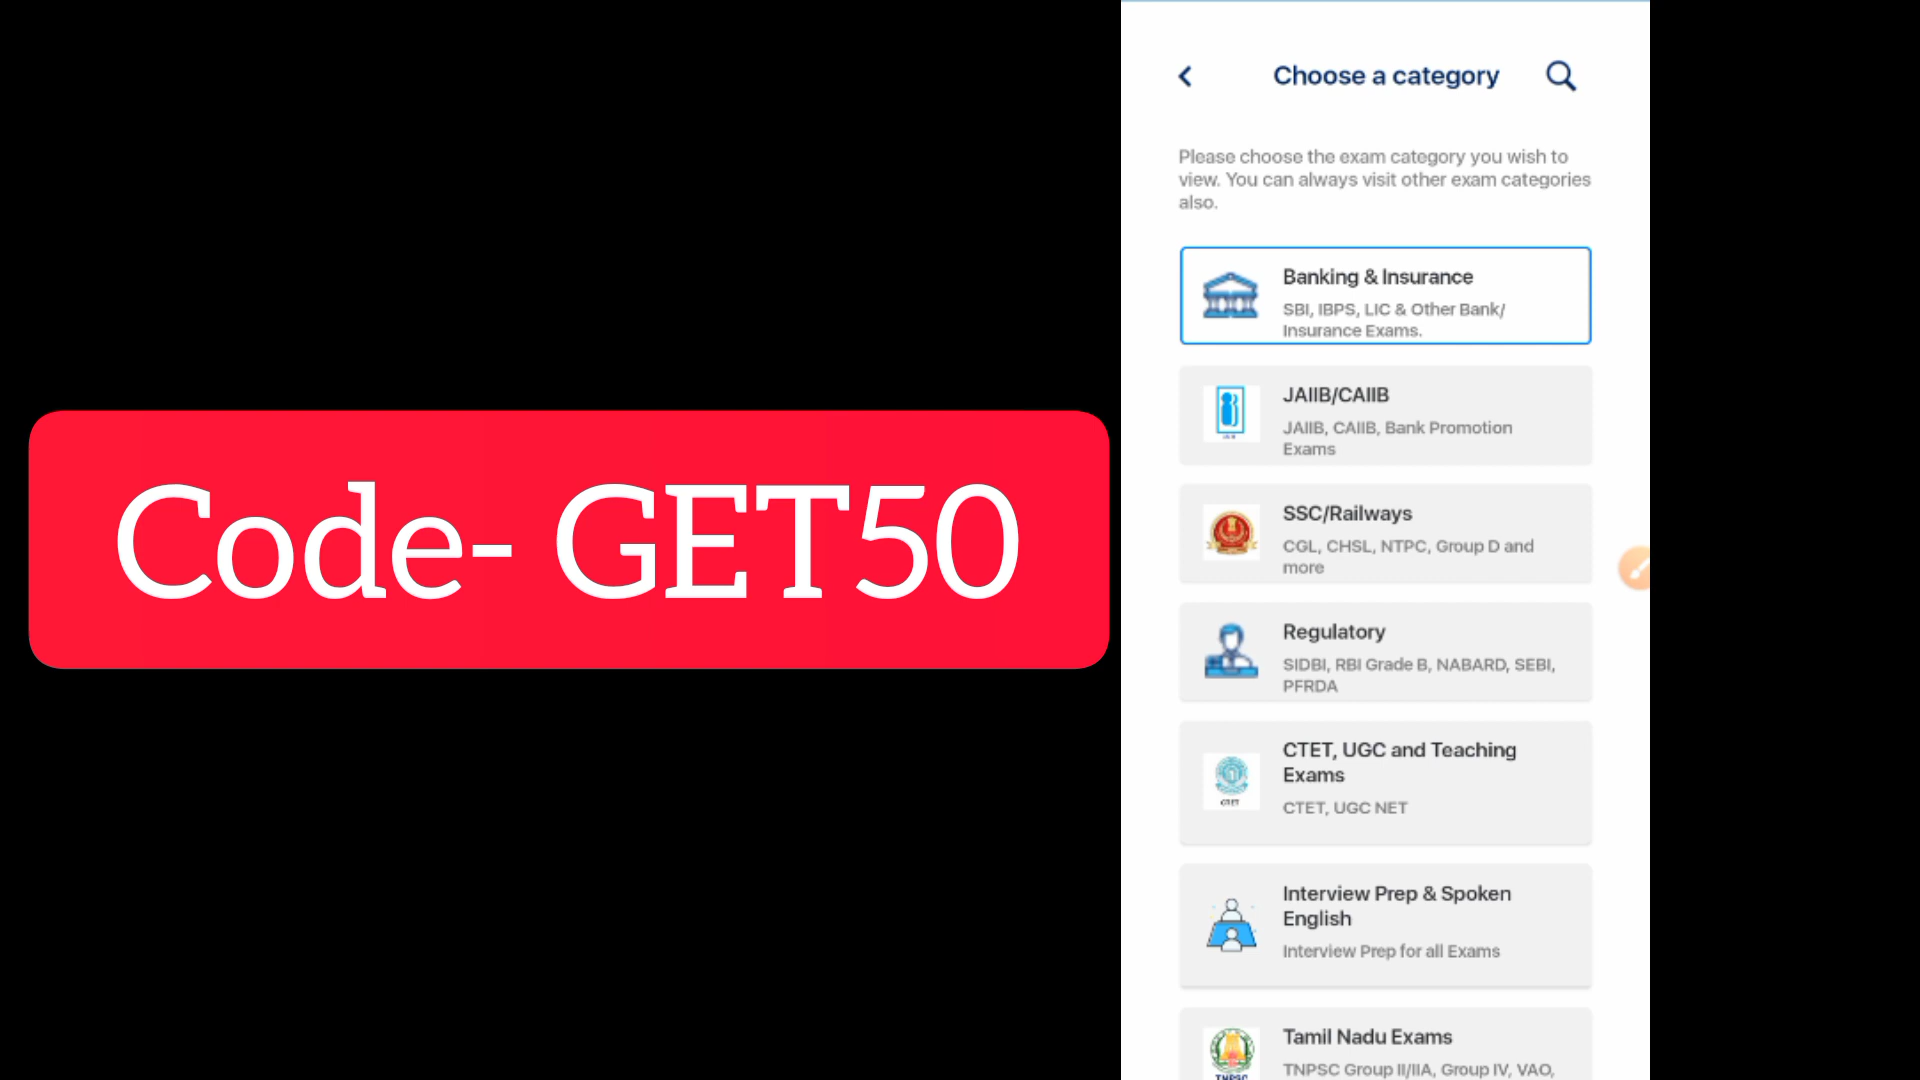 Code- GET50
Choose a category
Please choose the exam category you wish to
view. You can always visit other exam categories
also.
Banking & Insurance
SBI, IBPS, LIC & Other Bank/
Insurance Exams.
JAIIB/CAIIB
JAIIB, CAIIB, Bank Promotion
Exams
SSC/Railways
CGL, CHSL, NTPC, Group D and
more
Regulatory
SIDBI, RBI Grade B, NABARD, SEBI,
PFRDA
CTET, UGC and Teaching
Exams
CTET, UGC NET
CTET
Interview Prep & Spoken
English
Interview Prep for all Exams
Tamil Nadu Exams
TNPSC Group II/IIA, Group IV, VAO,
TNPSC